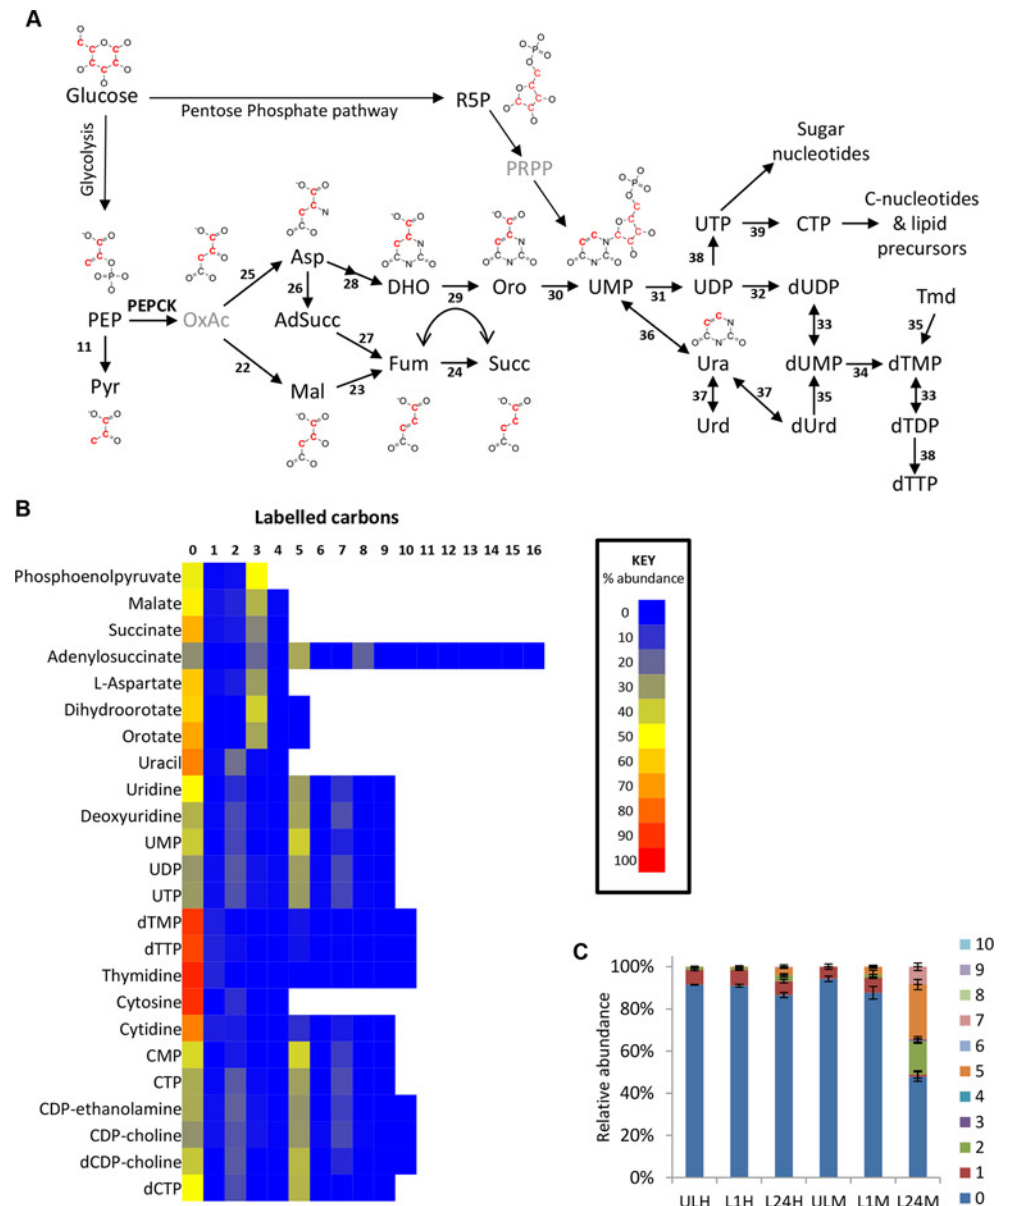 A
Glucose
Pentose Phosphate pathway
R5P
Glycolysis
PRPP
Sugar
nucleotides
C-nucleotides
& lipid
precursors
UTP
39
CTP
38
25
Asp
28
DHO
29
Oro
30
UMP
31
UDP
32
dUDP
26
PEPCK
PEP
OxAc
AdSucc
27
36
33
Tmd
35
11
22
Fum
24
Succ
Ura
dUMP
34
dTMP
Pyr
Mal
23
37
37
35
33
Urd
dUrd
dTDP
38
dTTP
B
Labelled carbons
0 1 2 3 4 5 6 7 8 9 10 11 12 13 14 15 16
Phosphoenolpyruvate
Malate
Succinate
Adenylosuccinate
L-Aspartate
Dihydroorotate
Orotate
Uracil
Uridine
Deoxyuridine
UMP
UDP
UTP
dTMP
dTTP
Thymidine
Cytosine
Cytidine
CMP
CTP
CDP-ethanolamine
CDP-choline
dCDP-choline
dCTP
KEY
% abundance
0
10
20
30
40
50
60
70
80
90
100
C
Relative abundance
100%
80%
60%
40%
20%
0%
ULH L1H L24H ULM L1M L24M
10
9
8
7
6
5
4
3
2
1
0